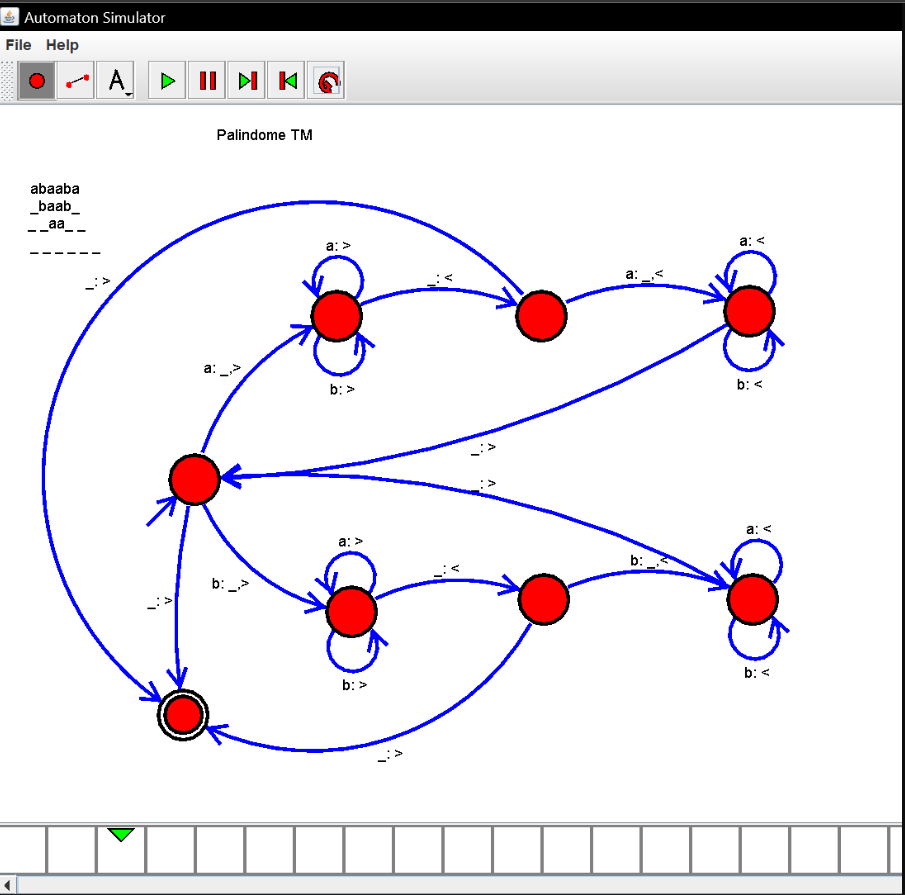 Automaton Simulator
File Help
A
Palindome TM
abaaba
_baab_
_ _aa_ _
_ _ _ _ _ _
_: >
a: >
_: <
a: _,<
a: <
a: _,>
b: >
b: <
_: >
_: >
a: >
a: <
_: <
b: _,<
b: _,>
_: >
b: >
b: <
_: >